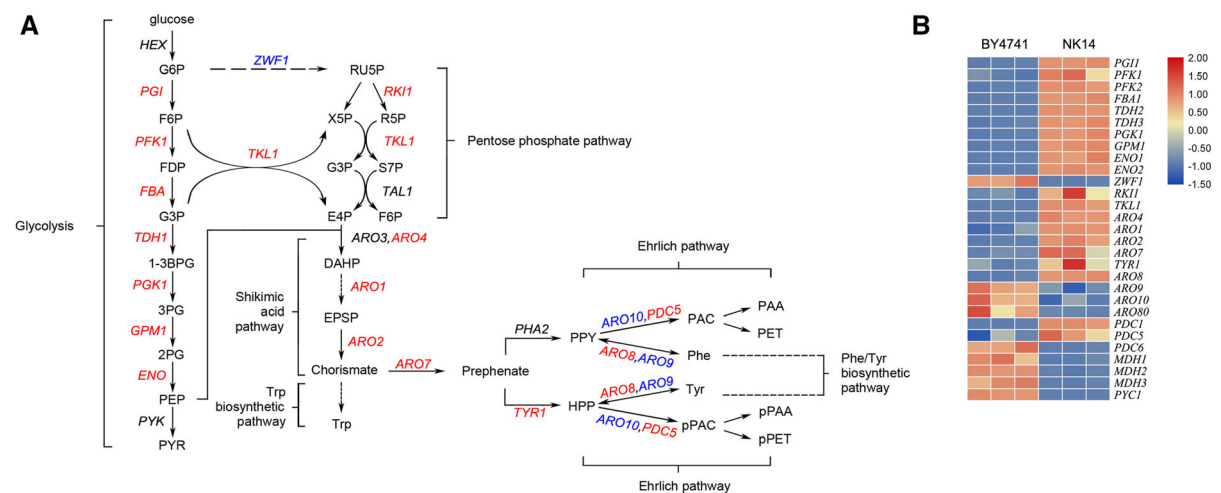 A
glucose
HEX
G6P
ZWF1
RU5P
PGI
RKI1
F6P
X5P
R5P
PFK1
TKL1
TKL1
Pentose phosphate pathway
FDP
G3P
S7P
FBA
TAL1
Glycolysis
G3P
E4P
F6P
TDH1
ARO3,ARO4
1-3BPG
DAHP
PGK1
ARO1
3PG
Shikimic
acid
pathway
EPSP
GPM1
ARO2
2PG
ENO
Chorismate
ARO7
Prephenate
PEP
Trp
biosynthetic
pathway
PYK
Trp
PYR
Ehrlich pathway
PHA2
PPY
ARO10,PDC5
PAC
PAA
PET
ARO8,ARO9
Phe
Phe/Tyr
biosynthetic
pathway
ARO8,ARO9
Tyr
TYR1
HPP
ARO10,PDC5
pPAC
pPAA
pPET
Ehrlich pathway
B
BY4741 NK14
PGI1
PFK1
PFK2
FBA1
TDH2
TDH3
PGK1
GPM1
ENO1
ENO2
ZWF1
RKI1
TKL1
ARO4
ARO1
ARO2
ARO7
TYR1
ARO8
ARO9
ARO10
ARO80
PDC1
PDC5
PDC6
MDH1
MDH2
MDH3
PYC1
2.00
1.50
1.00
0.50
0.00
-0.50
-1.00
-1.50